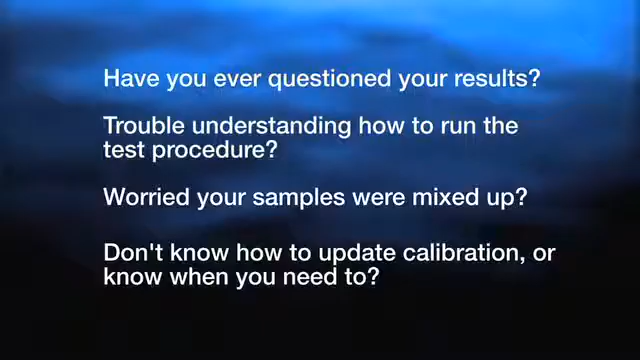 Have you ever questioned your results?
Trouble understanding how to run the
test procedure?
Worried your samples were mixed up?
Don't know how to update calibration, or
know when you need to?